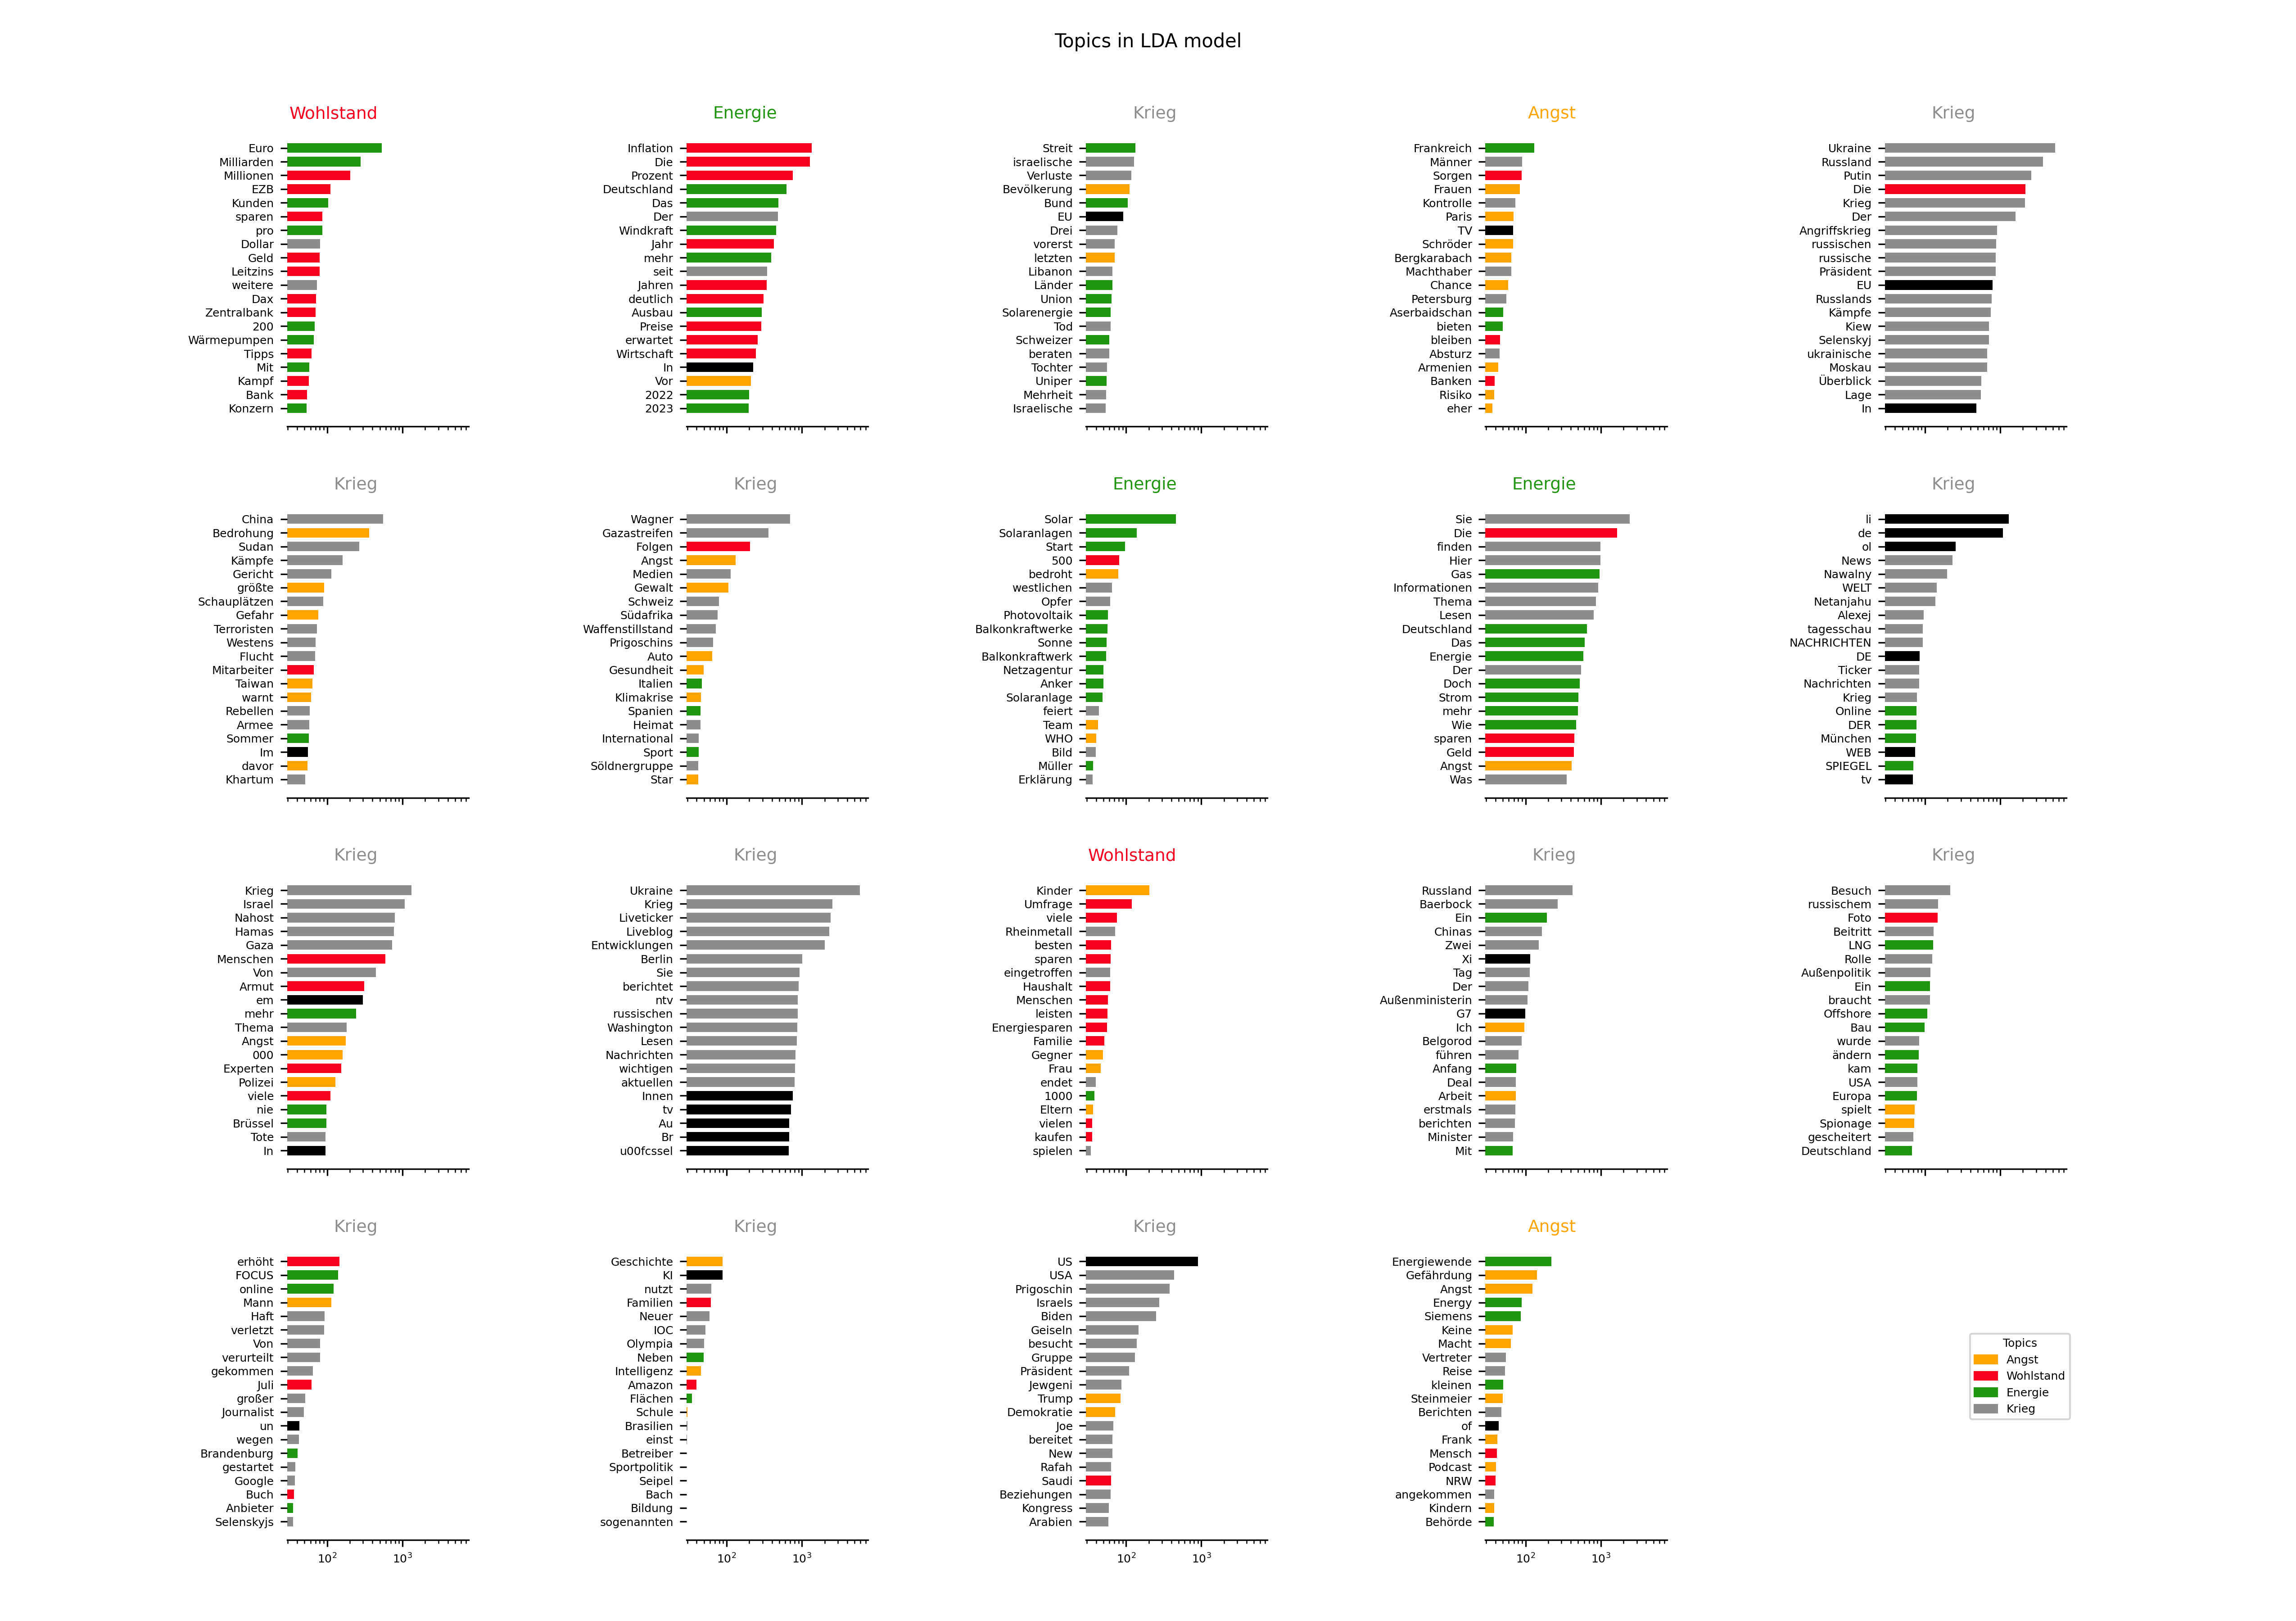 Topics in LDA model
Wohlstand
Euro
Milliarden
Millionen
EZB
Kunden
sparen
pro
Dollar
Geld
Leitzins
weitere
Dax
Zentralbank
200
Wärmepumpen
Tipps
Mit
Kampf
Bank
Konzern
Energie
Inflation
Die
Prozent
Deutschland
Das
Der
Windkraft
Jahr
mehr
seit
Jahren
deutlich
Ausbau
Preise
erwartet
Wirtschaft
In
Vor
2022
2023
Krieg
Streit
israelische
Verluste
Bevölkerung
Bund
EU
Drei
vorerst
letzten
Libanon
Länder
Union
Solarenergie
Tod
Schweizer
beraten
Tochter
Uniper
Mehrheit
Israelische
Angst
Frankreich
Männer
Sorgen
Frauen
Kontrolle
Paris
TV
Schröder
Bergkarabach
Machthaber
Chance
Petersburg
Aserbaidschan
bieten
bleiben
Absturz
Armenien
Banken
Risiko
eher
Krieg
Ukraine
Russland
Putin
Die
Krieg
Der
Angriffskrieg
russischen
russische
Präsident
EU
Russlands
Kämpfe
Kiew
Selenskyj
ukrainische
Moskau
Überblick
Lage
In
Krieg
China
Bedrohung
Sudan
Kämpfe
Gericht
größte
Schauplätzen
Gefahr
Terroristen
Westens
Flucht
Mitarbeiter
Taiwan
warnt
Rebellen
Armee
Sommer
Im
davor
Khartum
Krieg
Wagner
Gazastreifen
Folgen
Angst
Medien
Gewalt
Schweiz
Südafrika
Waffenstillstand
Prigoschins
Auto
Gesundheit
Italien
Klimakrise
Spanien
Heimat
International
Sport
Söldnergruppe
Star
Energie
Solar
Solaranlagen
Start
500
bedroht
westlichen
Opfer
Photovoltaik
Balkonkraftwerke
Sonne
Balkonkraftwerk
Netzagentur
Anker
Solaranlage
feiert
Team
WHO
Bild
Müller
Erklärung
Energie
Sie
Die
finden
Hier
Gas
Informationen
Thema
Lesen
Deutschland
Das
Energie
Der
Doch
Strom
mehr
Wie
sparen
Geld
Angst
Was
Krieg
li
de
ol
News
Nawalny
WELT
Netanjahu
Alexej
tagesschau
NACHRICHTEN
DE
Ticker
Nachrichten
Krieg
Online
DER
München
WEB
SPIEGEL
tv
Krieg
Krieg
Israel
Nahost
Hamas
Gaza
Menschen
Von
Armut
em
mehr
Thema
Angst
000
Experten
Polizei
viele
nie
Brüssel
Tote
In
Krieg
Ukraine
Krieg
Liveticker
Liveblog
Entwicklungen
Berlin
Sie
berichtet
ntv
russischen
Washington
Lesen
Nachrichten
wichtigen
aktuellen
Innen
tv
Au
Br
u00fcssel
Wohlstand
Kinder
Umfrage
viele
Rheinmetall
besten
sparen
eingetroffen
Haushalt
Menschen
leisten
Energiesparen
Familie
Gegner
Frau
endet
1000
Eltern
vielen
kaufen
spielen
Krieg
Russland
Baerbock
Ein
Chinas
Zwei
Xi
Tag
Der
Außenministerin
G7
Ich
Belgorod
führen
Anfang
Deal
Arbeit
erstmals
berichten
Minister
Mit
Krieg
Besuch
russischem
Foto
Beitritt
LNG
Rolle
Außenpolitik
Ein
braucht
Offshore
Bau
wurde
ändern
kam
USA
Europa
spielt
Spionage
gescheitert
Deutschland
Krieg
erhöht
FOCUS
online
Mann
Haft
verletzt
Von
verurteilt
gekommen
Juli
großer
Journalist
un
wegen
Brandenburg
gestartet
Google
Buch
Anbieter
Selenskyjs
10²
10³
Krieg
Geschichte
KI
nutzt
Familien
Neuer
IOC
Olympia
Neben
Intelligenz
Amazon
Flächen
Schule
Brasilien
einst
Betreiber
Sportpolitik
Seipel
Bach
Bildung
sogenannten
10²
10³
Krieg
US
USA
Prigoschin
Israels
Biden
Geiseln
besucht
Gruppe
Präsident
Jewgeni
Trump
Demokratie
Joe
bereitet
New
Rafah
Saudi
Beziehungen
Kongress
Arabien
10²
10³
Angst
Energiewende
Gefährdung
Angst
Energy
Siemens
Keine
Macht
Vertreter
Reise
kleinen
Steinmeier
Berichten
of
Frank
Mensch
Podcast
NRW
angekommen
Kindern
Behörde
10²
10³
Topics
Angst
Wohlstand
Energie
Krieg